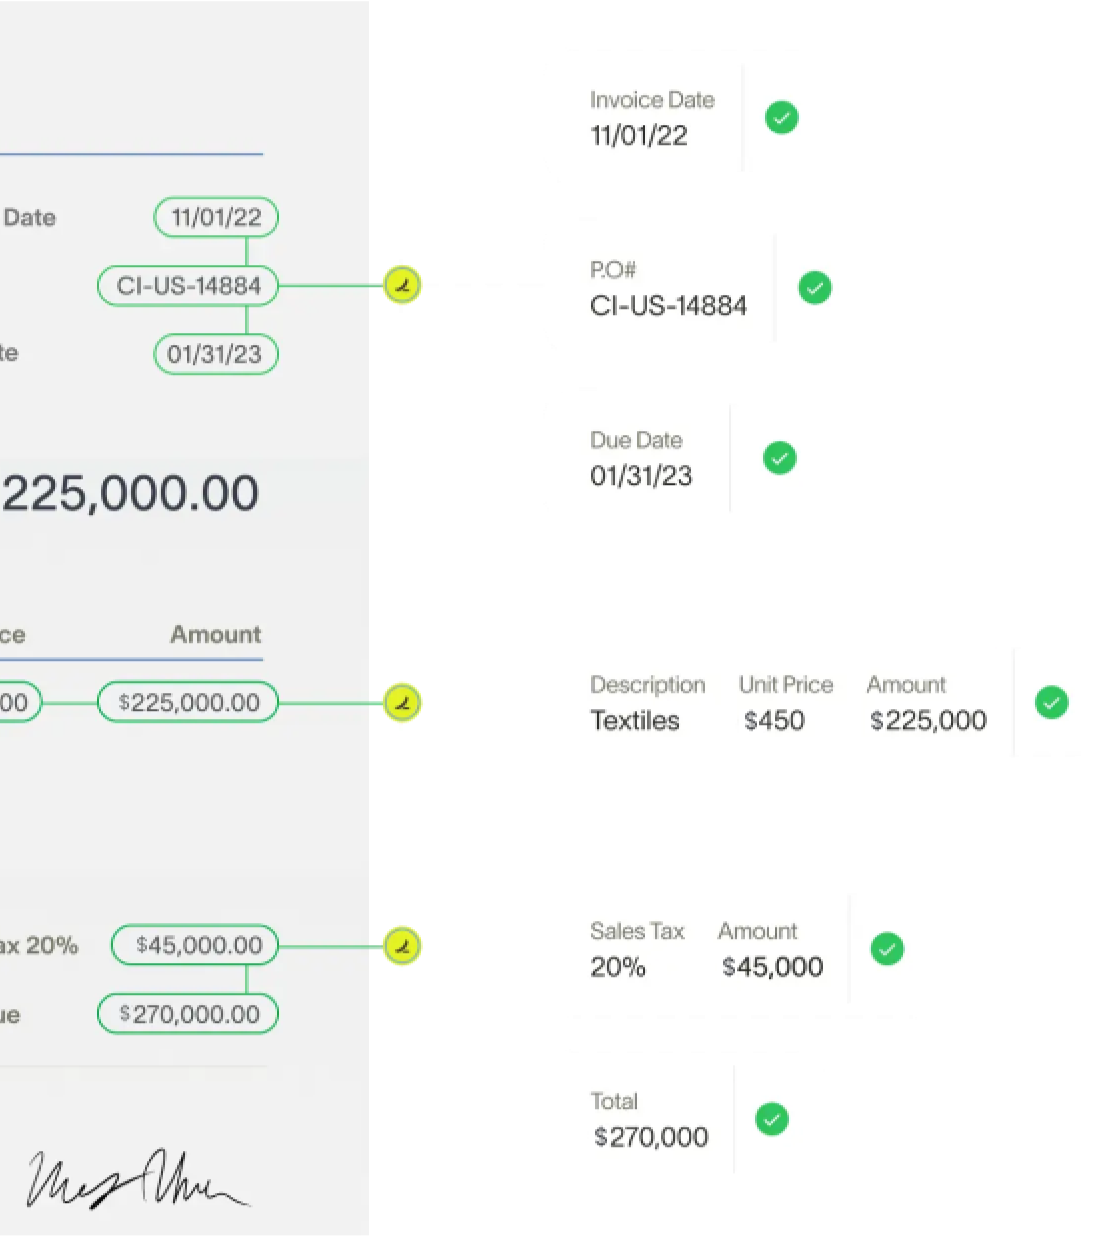 Invoice Date
11/01/22
Date 11/01/22
P.O#
CI-US-14884
CI-US-14884
te 01/31/23
Due Date
01/31/23
225,000.00
ce Amount
00 $225,000.00
Description Unit Price Amount
Textiles $450 $225,000
ax 20% $45,000.00
Sales Tax Amount
20% $45,000
ue $270,000.00
Total
$270,000